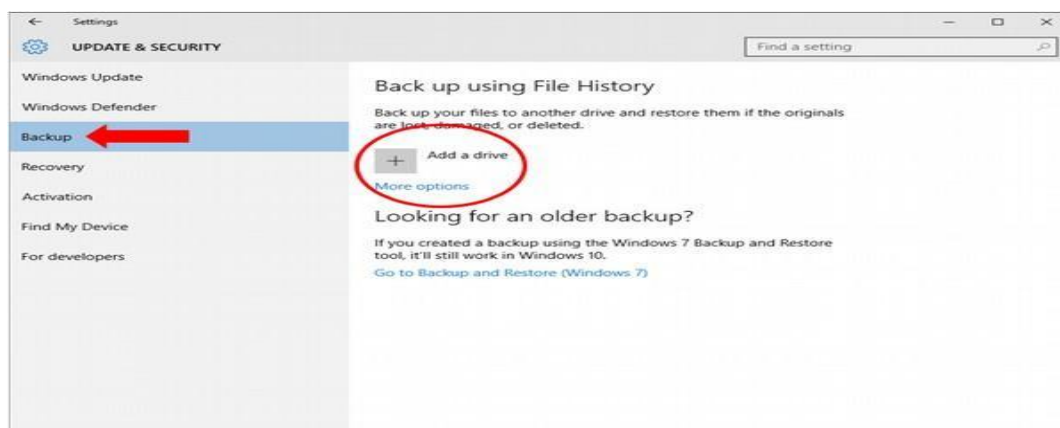 Settings
UPDATE & SECURITY
Find a setting
Windows Update
Windows Defender
Backup
Recovery
Activation
Find My Device
For developers
Back up using File History
Back up your files to another drive and restore them if the originals
are lost, damaged, or deleted.
Add a drive
More options
Looking for an older backup?
If you created a backup using the Windows 7 Backup and Restore
tool, it'll still work in Windows 10.
Go to Backup and Restore (Windows 7)